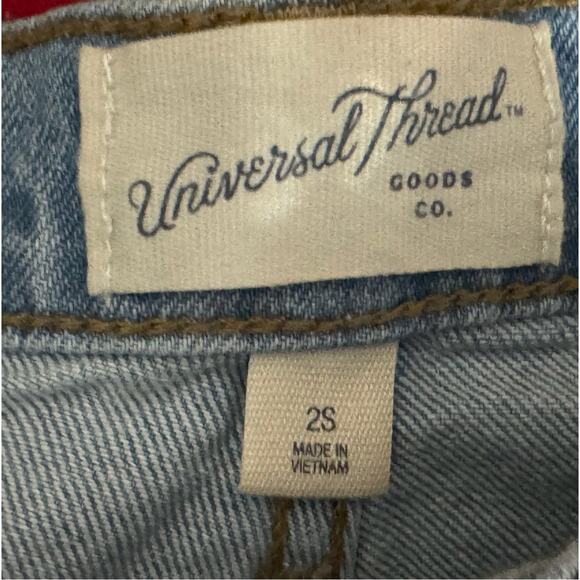 Universal Thread™
GOODS
CO.
2S
MADE IN
VIETNAM